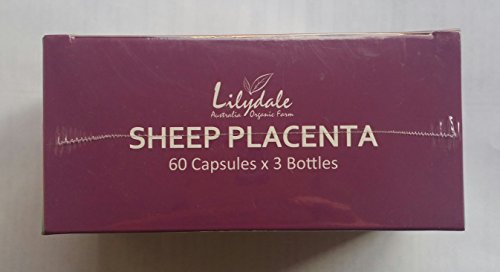 Lilydale
Australia Organic Farm
SHEEP PLACENTA
60 Capsules x 3 Bottles